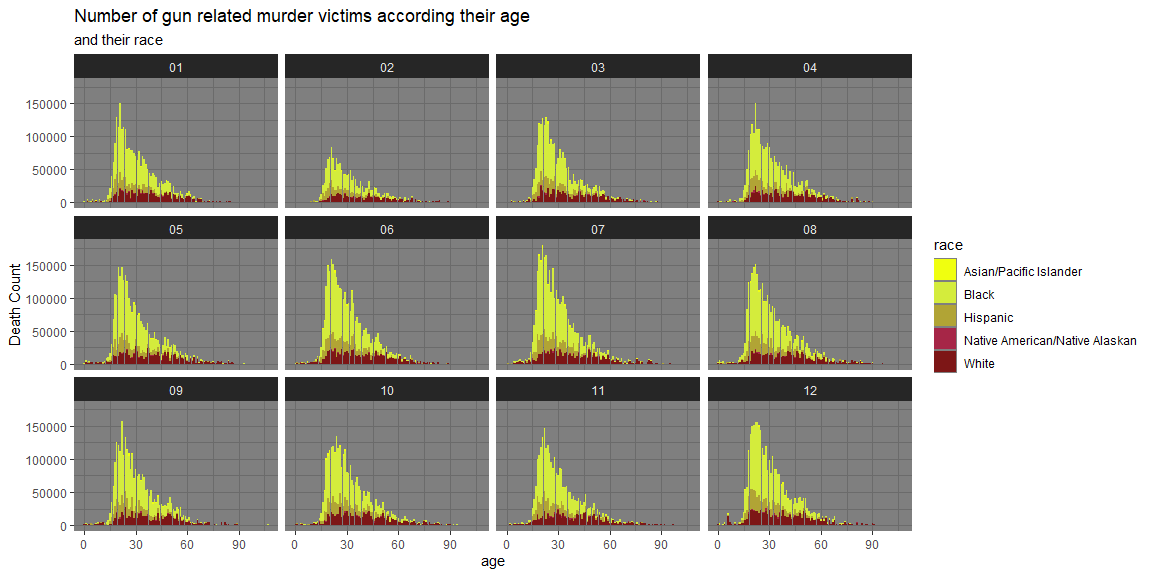 Number of gun related murder victims according their age
and their race
01 02 03 04
150000
100000
50000
0
05 06 07 08
150000
100000
50000
0
09 10 11 12
150000
100000
50000
0
0 30 60 90 0 30 60 90 0 30 60 90 0 30 60 90
age
Death Count
race
Asian/Pacific Islander
Black
Hispanic
Native American/Native Alaskan
White